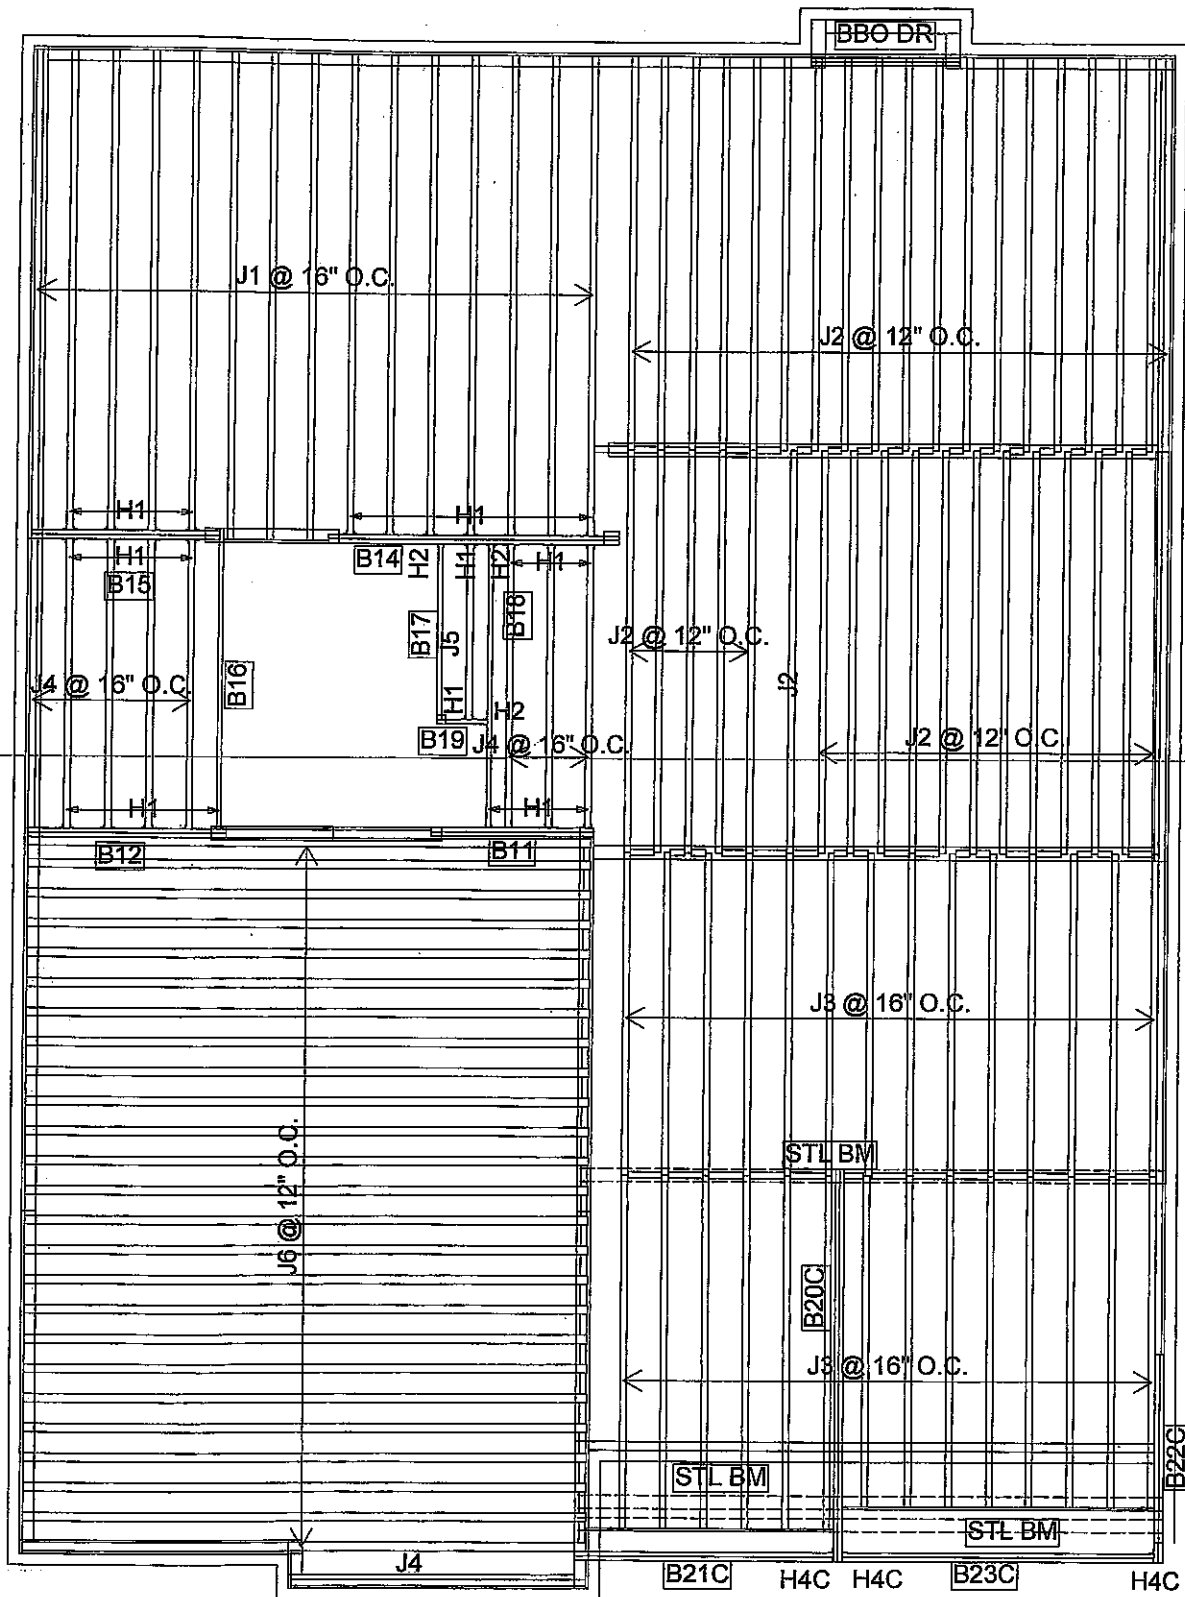 BBO DR
J1 @ 16" O.C.
J2 @ 12" O.C.
H1
H1
H1
B15
B14
H2
H1
H2
H1
B17
J5
B18
J2 @ 12" O.C.
J2
J4 @ 16" O.C.
B16
H1
H2
B19
J4 @ 16" O.C.
J2 @ 12" O.C
H1
H1
B12
B11
J3 @ 16" O.C.
J6 @ 12" O.C.
STL BM
B20C
J3 @ 16" O.C.
B22C
STL BM
STL BM
J4
B21C
H4C
H4C
B23C
H4C